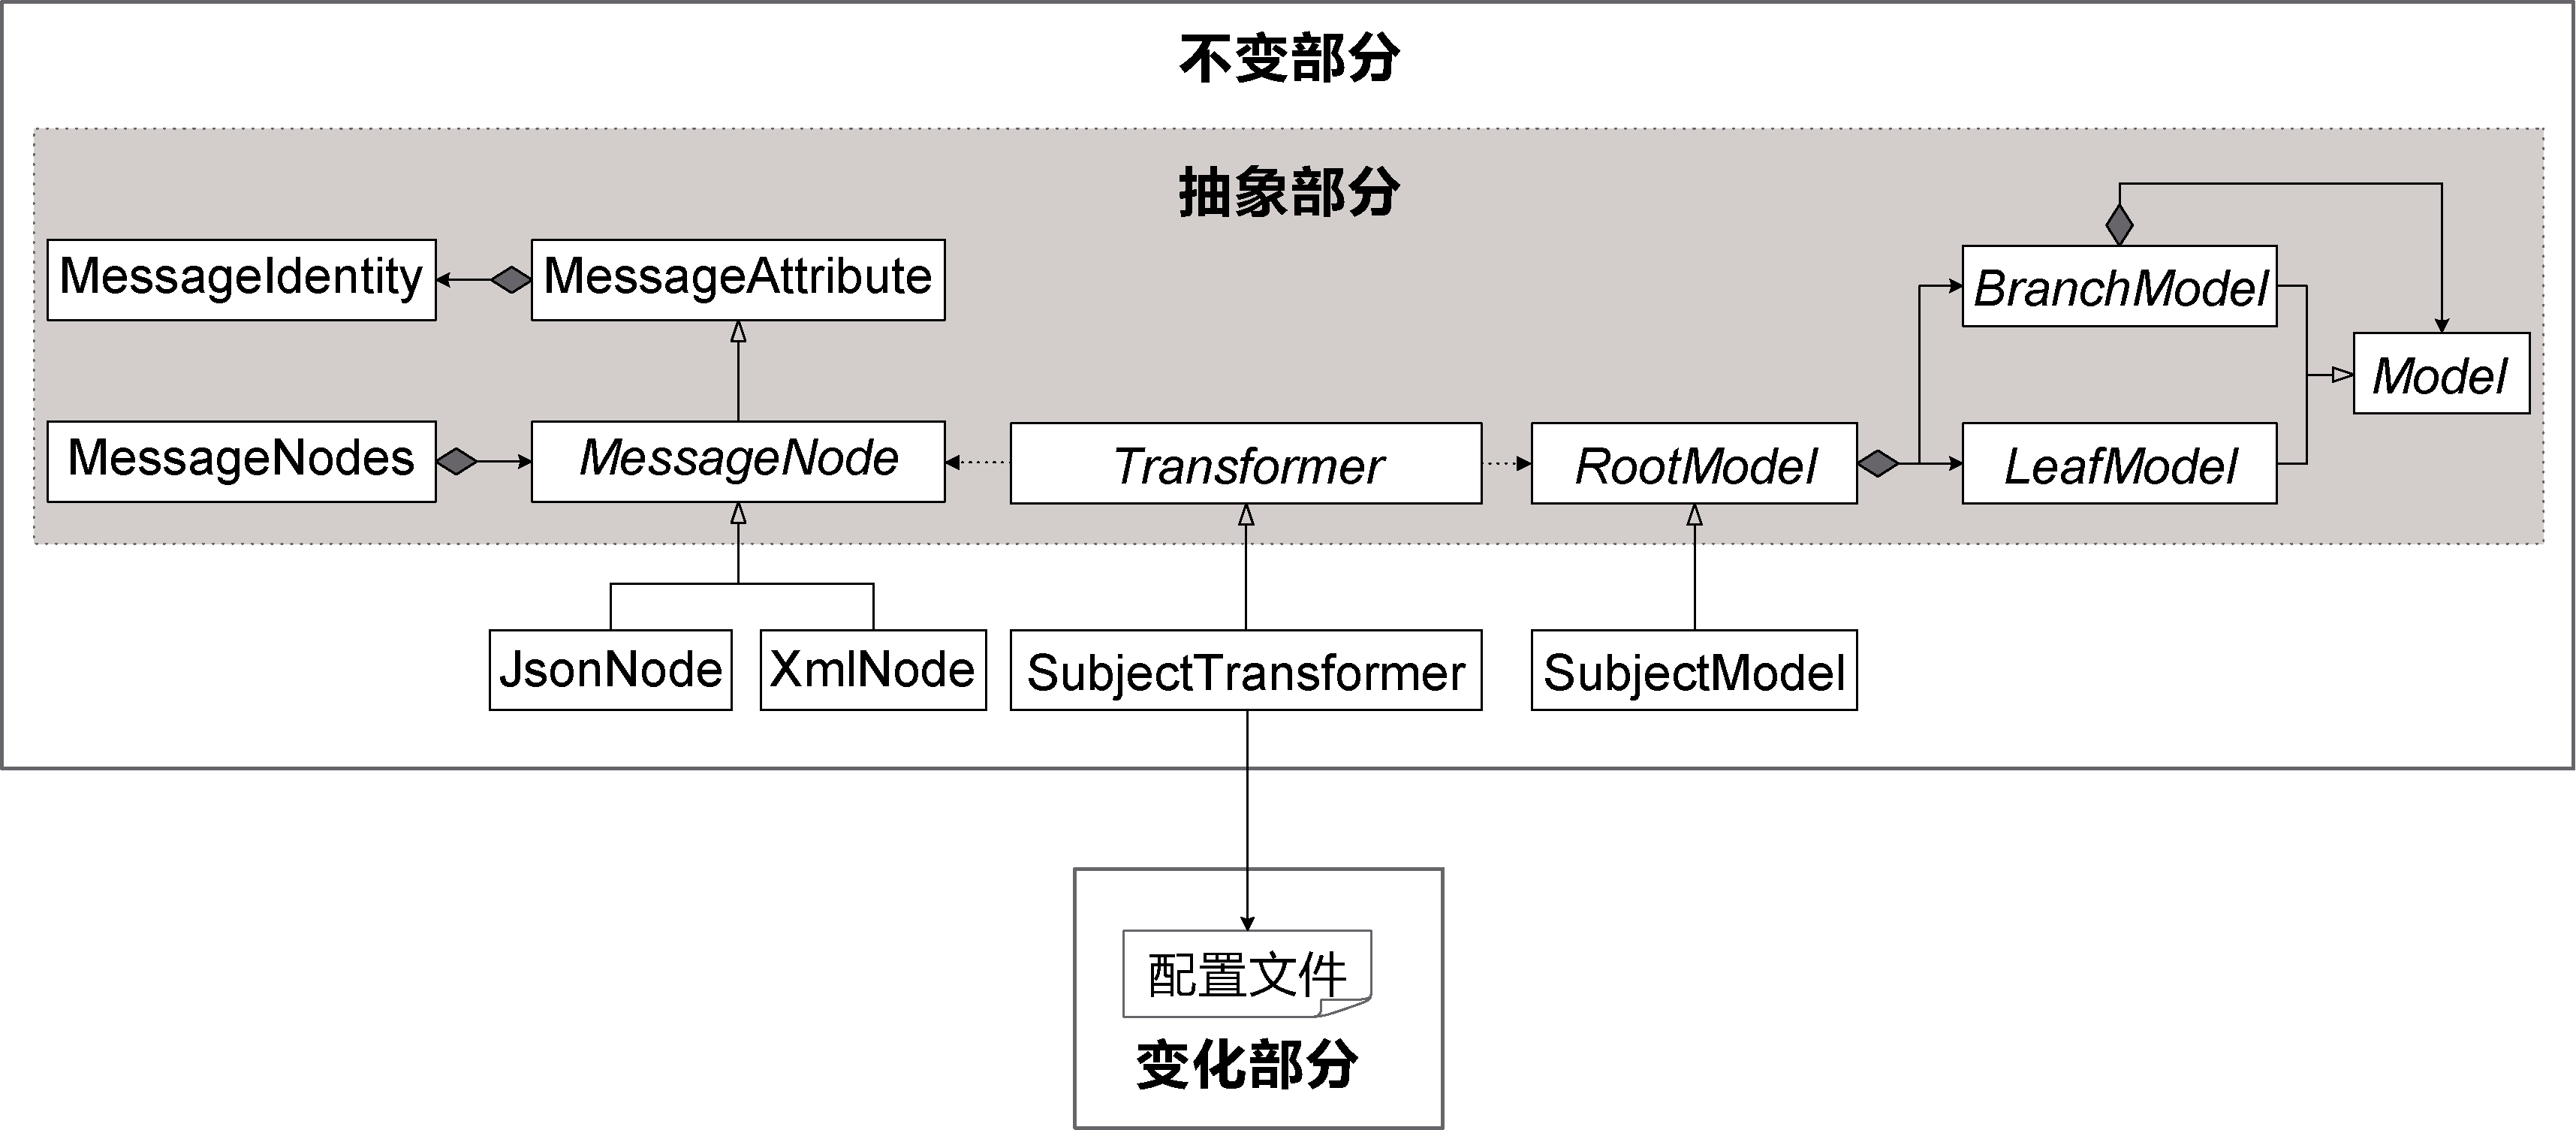 不变部分
抽象部分
MessageIdentity
MessageAttribute
BranchModel
Model
MessageNodes
MessageNode
Transformer
RootModel
LeafModel
JsonNode
XmlNode
SubjectTransformer
SubjectModel
配置文件
变化部分